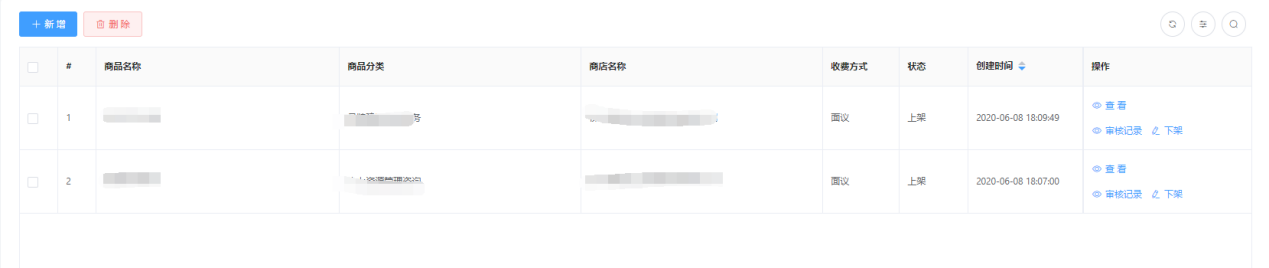 新增 删除
# 商品名称 商品分类 商店名称 收费方式 状态 创建时间 操作
1 面议 上架 2020-06-08 18:09:49 查看
审核记录 下架
2 面议 上架 2020-06-08 18:07:00 查看
审核记录 下架